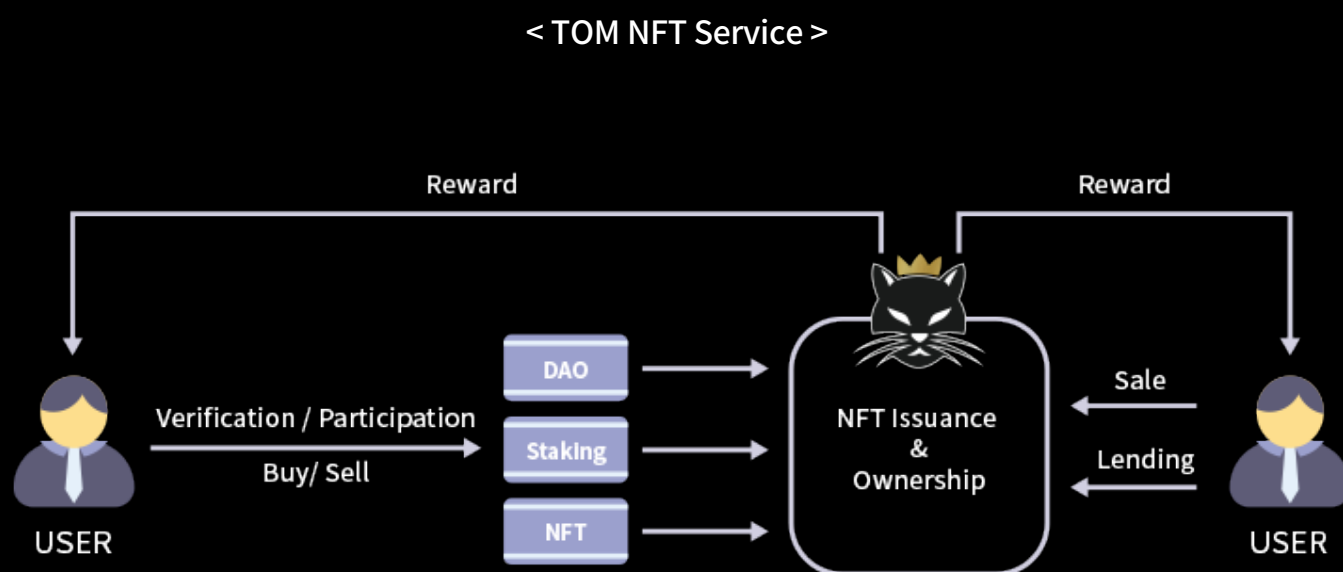 < TOM NFT Service >
Reward
Reward
Verification / Participation
Buy/ Sell
USER
DAO
Staking
NFT
NFT Issuance
&
Ownership
Sale
Lending
USER